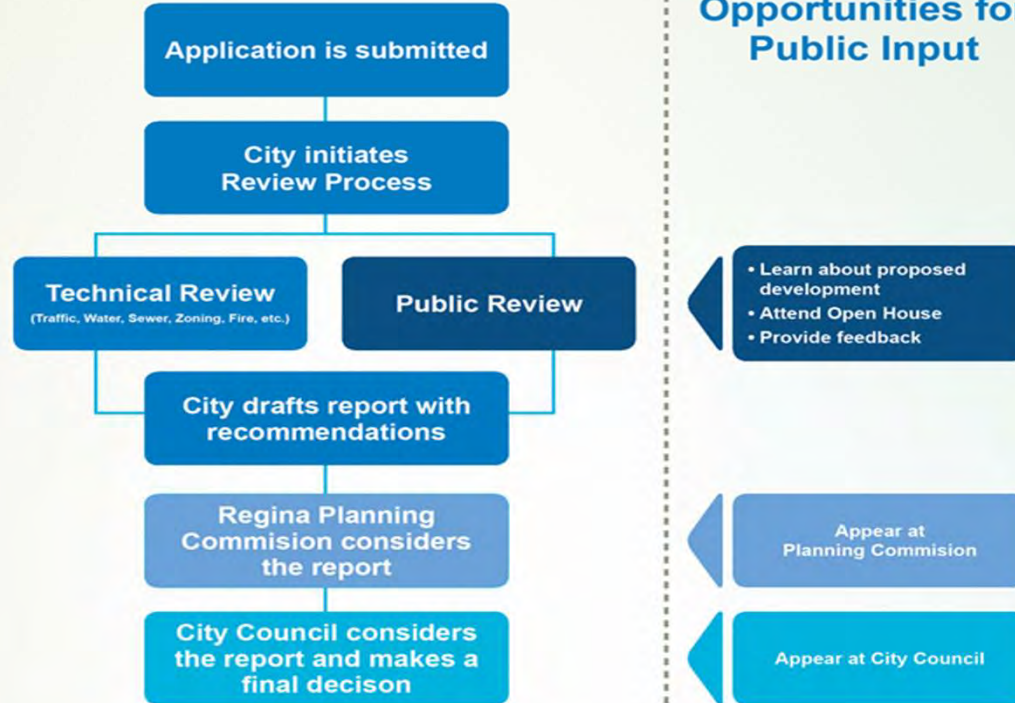 Application is submitted
City initiates
Review Process
Technical Review
(Traffic, Water, Sewer, Zoning, Fire, etc.)
Public Review
City drafts report with
recommendations
Regina Planning
Commision considers
the report
City Council considers
the report and makes a
final decison
Opportunities for
Public Input
• Learn about proposed
development
• Attend Open House
• Provide feedback
Appear at
Planning Commision
Appear at City Council